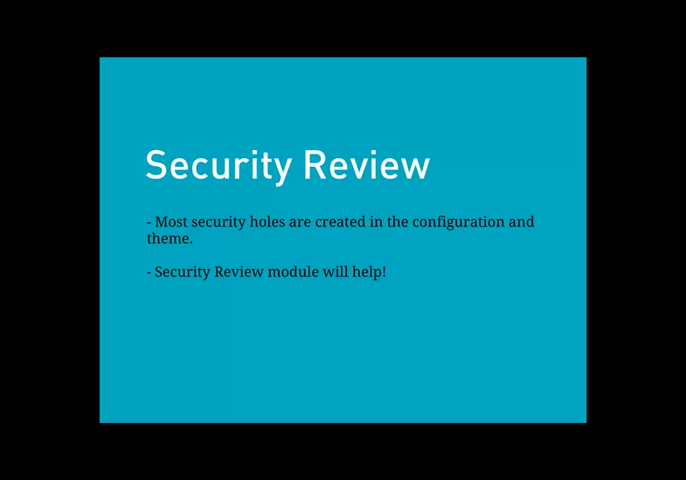 Security Review
- Most security holes are created in the configuration and
theme.
- Security Review module will help!